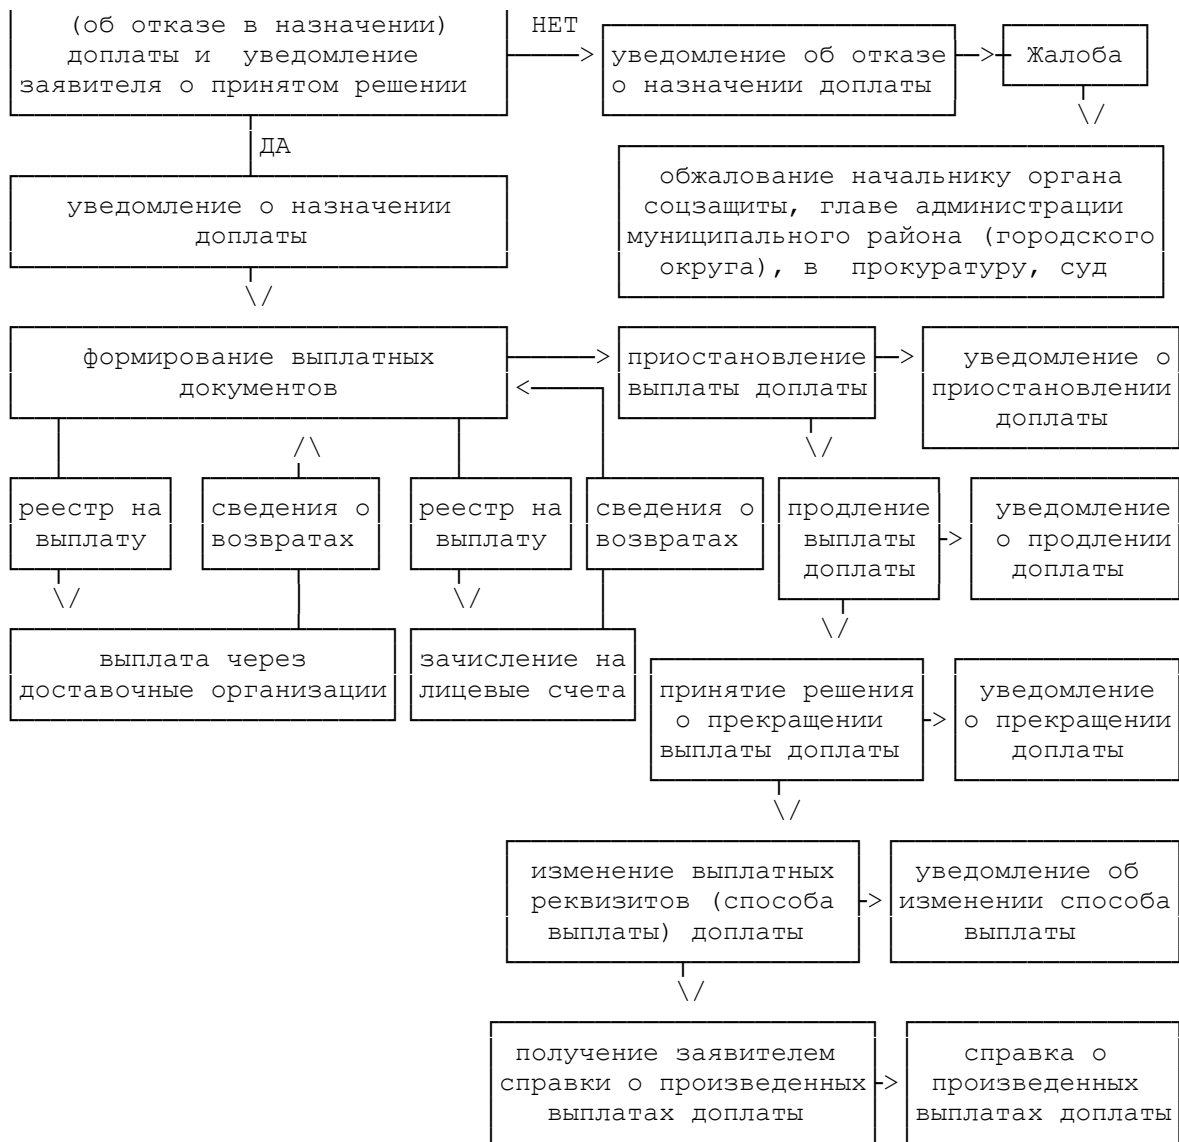 (об отказе в назначении)
доплаты и уведомление
заявителя о принятом решении
НЕТ
уведомление об отказе
о назначении доплаты
Жалоба
ДА
обжалование начальнику органа
соцзащиты, главе администрации
муниципального района (городского
округа), в прокуратуру, суд
уведомление о назначении
доплаты
формирование выплатных
документов
приостановление
выплаты доплаты
уведомление о
приостановлении
доплаты
реестр на
выплату
сведения о
возвратах
реестр на
выплату
сведения о
возвратах
продление
выплаты
доплаты
уведомление
о продлении
доплаты
выплата через
доставочные организации
зачисление на
лицевые счета
принятие решения
о прекращении
выплаты доплаты
уведомление
о прекращении
доплаты
изменение выплатных
реквизитов (способа
выплаты) доплаты
уведомление об
изменении способа
выплаты
получение заявителем
справки о произведенных
выплатах доплаты
справка о
произведенных
выплатах доплаты